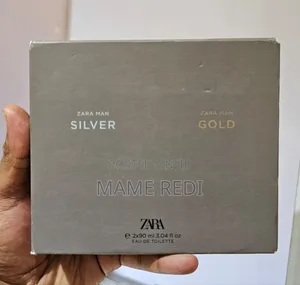 ZARA MAN
SILVER
ZARA MAN
GOLD
MAME REDI
ZARA
℮ 2x90 ml 3.04 fl oz
EAU DE TOILETTE